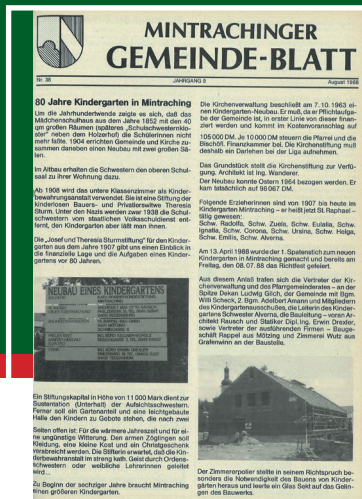 MINTRACHINGER
GEMEINDE-BLATT
Nr. 38
JAHRGANG 8
August 1988
80 Jahre Kindergarten in Mintraching
Um die Jahrhundertwende zeigte es sich, daß das
Mädchenschulhaus aus dem Jahre 1852 mit den 40
qm großen Räumen (späteres „Schulschwesternklo-
ster" neben dem Holzerhof) die Schülerinnen nicht
mehr faßte. 1904 errichten Gemeinde und Kirche zu-
sammen daneben einen Neubau mit zwei großen Sä-
len.
Im Altbau erhalten die Schwestern den oberen Schul-
saal zu ihrer Wohnung dazu.
Ab 1908 wird das untere Klassenzimmer als Kinder-
bewahrungsanstalt verwendet. Sie ist eine Stiftung der
kinderlosen Bauers- und Privatierswitwe Theresia
Sturm. Unter den Nazis werden zwar 1938 die Schul-
schwestern vom staatlichen Volksschuldienst ent-
fernt, den Kindergarten aber läßt man ihnen.
Die „Josef und Theresia Sturmstiftung" für den Kinder-
garten aus dem Jahre 1907 gibt uns einen Einblick in
die finanzielle Lage und die Aufgaben eines Kinder-
gartens vor 80 Jahren.
NEUBAU EINES KINDERGARTENS
Ein Stiftungskapital in Höhe von 11 000 Mark dient zur
Sustentation (Unterhalt) der Aufsichtsschwestern.
Ferner soll ein Gartenanteil und eine leichtgebaute
Halle den Kindern zu Gebote stehen, die nach zwei
Seiten offen ist: Für die wärmere Jahreszeit und für ei-
ne ungünstige Witterung. Den armen Zöglingen soll
Kleidung, eine kleine Kost und ein Christgeschenk
verabreicht werden. Die Stifterin erwartet, daß die Kin-
derbewahranstalt im streng kath. Geist durch Ordens-
schwestern oder weibliche Lehrerinnen geleitet
wird...
Zu Beginn der sechziger Jahre braucht Mintraching
einen größeren Kindergarten.
Die Kirchenverwaltung beschließt am 7.10.1963 ei-
nen Kindergarten-Neubau. Er muß, da er Pflichtaufga-
be der Gemeinde ist, in erster Linie von dieser finan-
ziert werden und kommt im Kostenvoranschlag auf
105 000 DM. Je 10 000 DM steuern die Pfarrei und die
Bischöfl. Finanzkammer bei. Die Kirchenstiftung muß
deshalb ein Darlehen bei der Liga aufnehmen.
Das Grundstück stellt die Kirchenstiftung zur Verfü-
gung. Architekt ist Ing. Wanderer.
Der Neubau konnte Ostern 1964 bezogen werden. Er
kam tatsächlich auf 98 067 DM.
Folgende Erzieherinnen sind von 1907 bis heute im
Kindergarten Mintraching – er heißt jetzt St. Raphael –
tätig gewesen:
Schw. Radolfa, Schw. Zuela, Schw. Eulalia, Schw.
Ignatia, Schw. Corona, Schw. Ursina, Schw. Helga,
Schw. Emilia, Schw. Alverna.
Am 13. April 1988 wurde der 1. Spatenstich zum neuen
Kindergarten in Mintraching gemacht und bereits am
Freitag, dem 08.07.88 das Richtfest gefeiert.
Aus diesem Anlaß trafen sich die Vertreter der Kir-
chenverwaltung und des Pfarrgemeinderates – an der
Spitze Dekan Ludwig Glich, der Gemeinde mit Bgm.
Willi Scheck, 2. Bgm. Adelbert Amann und Mitgliedern
des Kindergartenausschußes, die Leiterin des Kinder-
gartens Schwester Alverna, die Bauleitung – voran Ar-
chitekt Rausch und Statiker Dipl. Ing. Erwin Drexler,
sowie Vertreter der ausführenden Firmen – Bauge-
schäft Rappel aus Mötzing und Zimmerei Wutz aus
Grafenwinn an der Baustelle.
Der Zimmererpolier stellte in seinem Richtspruch be-
sonders die Notwendigkeit des Bauens von Kinder-
gärten heraus und leerte ein Glas Sekt auf das Gelin-
gen des Bauwerks.